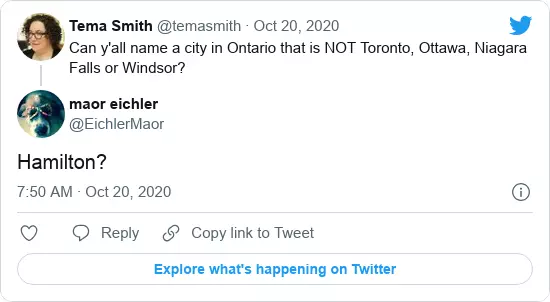 Tema Smith @temasmith · Oct 20, 2020
Can y'all name a city in Ontario that is NOT Toronto, Ottawa, Niagara
Falls or Windsor?
maor eichler
@EichlerMaor
Hamilton?
7:50 AM · Oct 20, 2020
Reply
Copy link to Tweet
Explore what's happening on Twitter